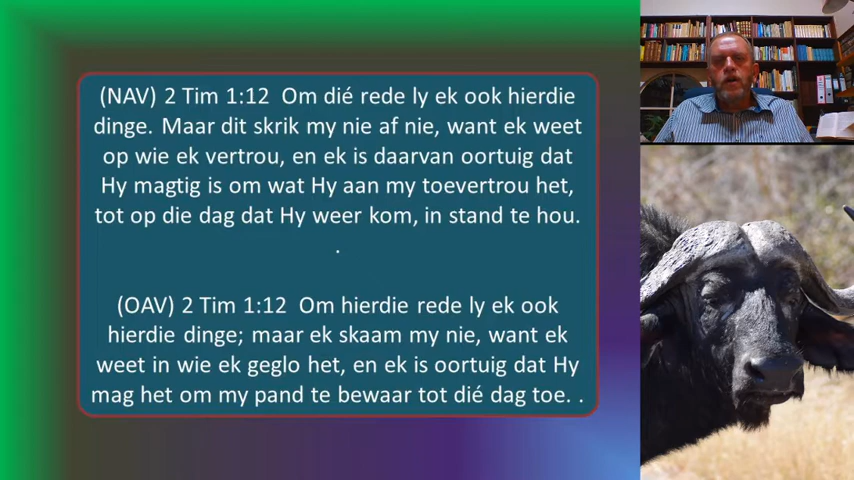 (NAV) 2 Tim 1:12  Om dié rede ly ek ook hierdie
dinge. Maar dit skrik my nie af nie, want ek weet
op wie ek vertrou, en ek is daarvan oortuig dat
Hy magtig is om wat Hy aan my toevertrou het,
tot op die dag dat Hy weer kom, in stand te hou.
.
(OAV) 2 Tim 1:12  Om hierdie rede ly ek ook
hierdie dinge; maar ek skaam my nie, want ek
weet in wie ek geglo het, en ek is oortuig dat Hy
mag het om my pand te bewaar tot dié dag toe. .